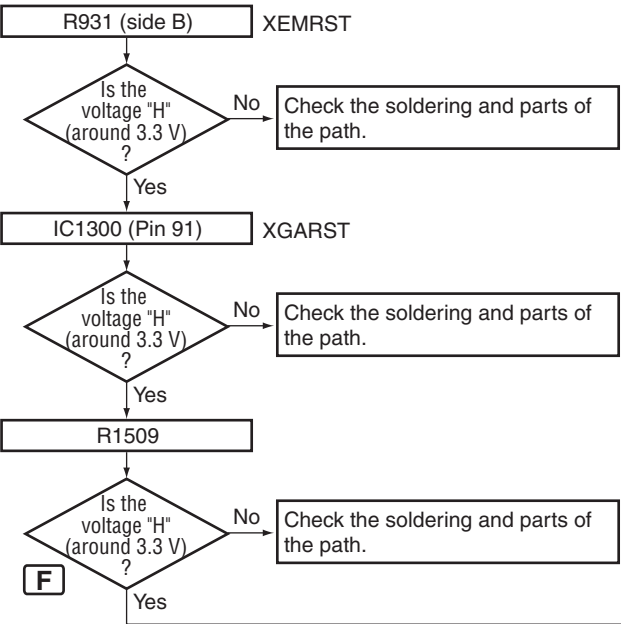 R931 (side B) XEMRST
Is the
voltage "H"
(around 3.3 V)
?
No
Check the soldering and parts of
the path.
Yes
IC1300 (Pin 91) XGARST
Is the
voltage "H"
(around 3.3 V)
?
No
Check the soldering and parts of
the path.
Yes
R1509
Is the
voltage "H"
(around 3.3 V)
?
No
Check the soldering and parts of
the path.
F
Yes